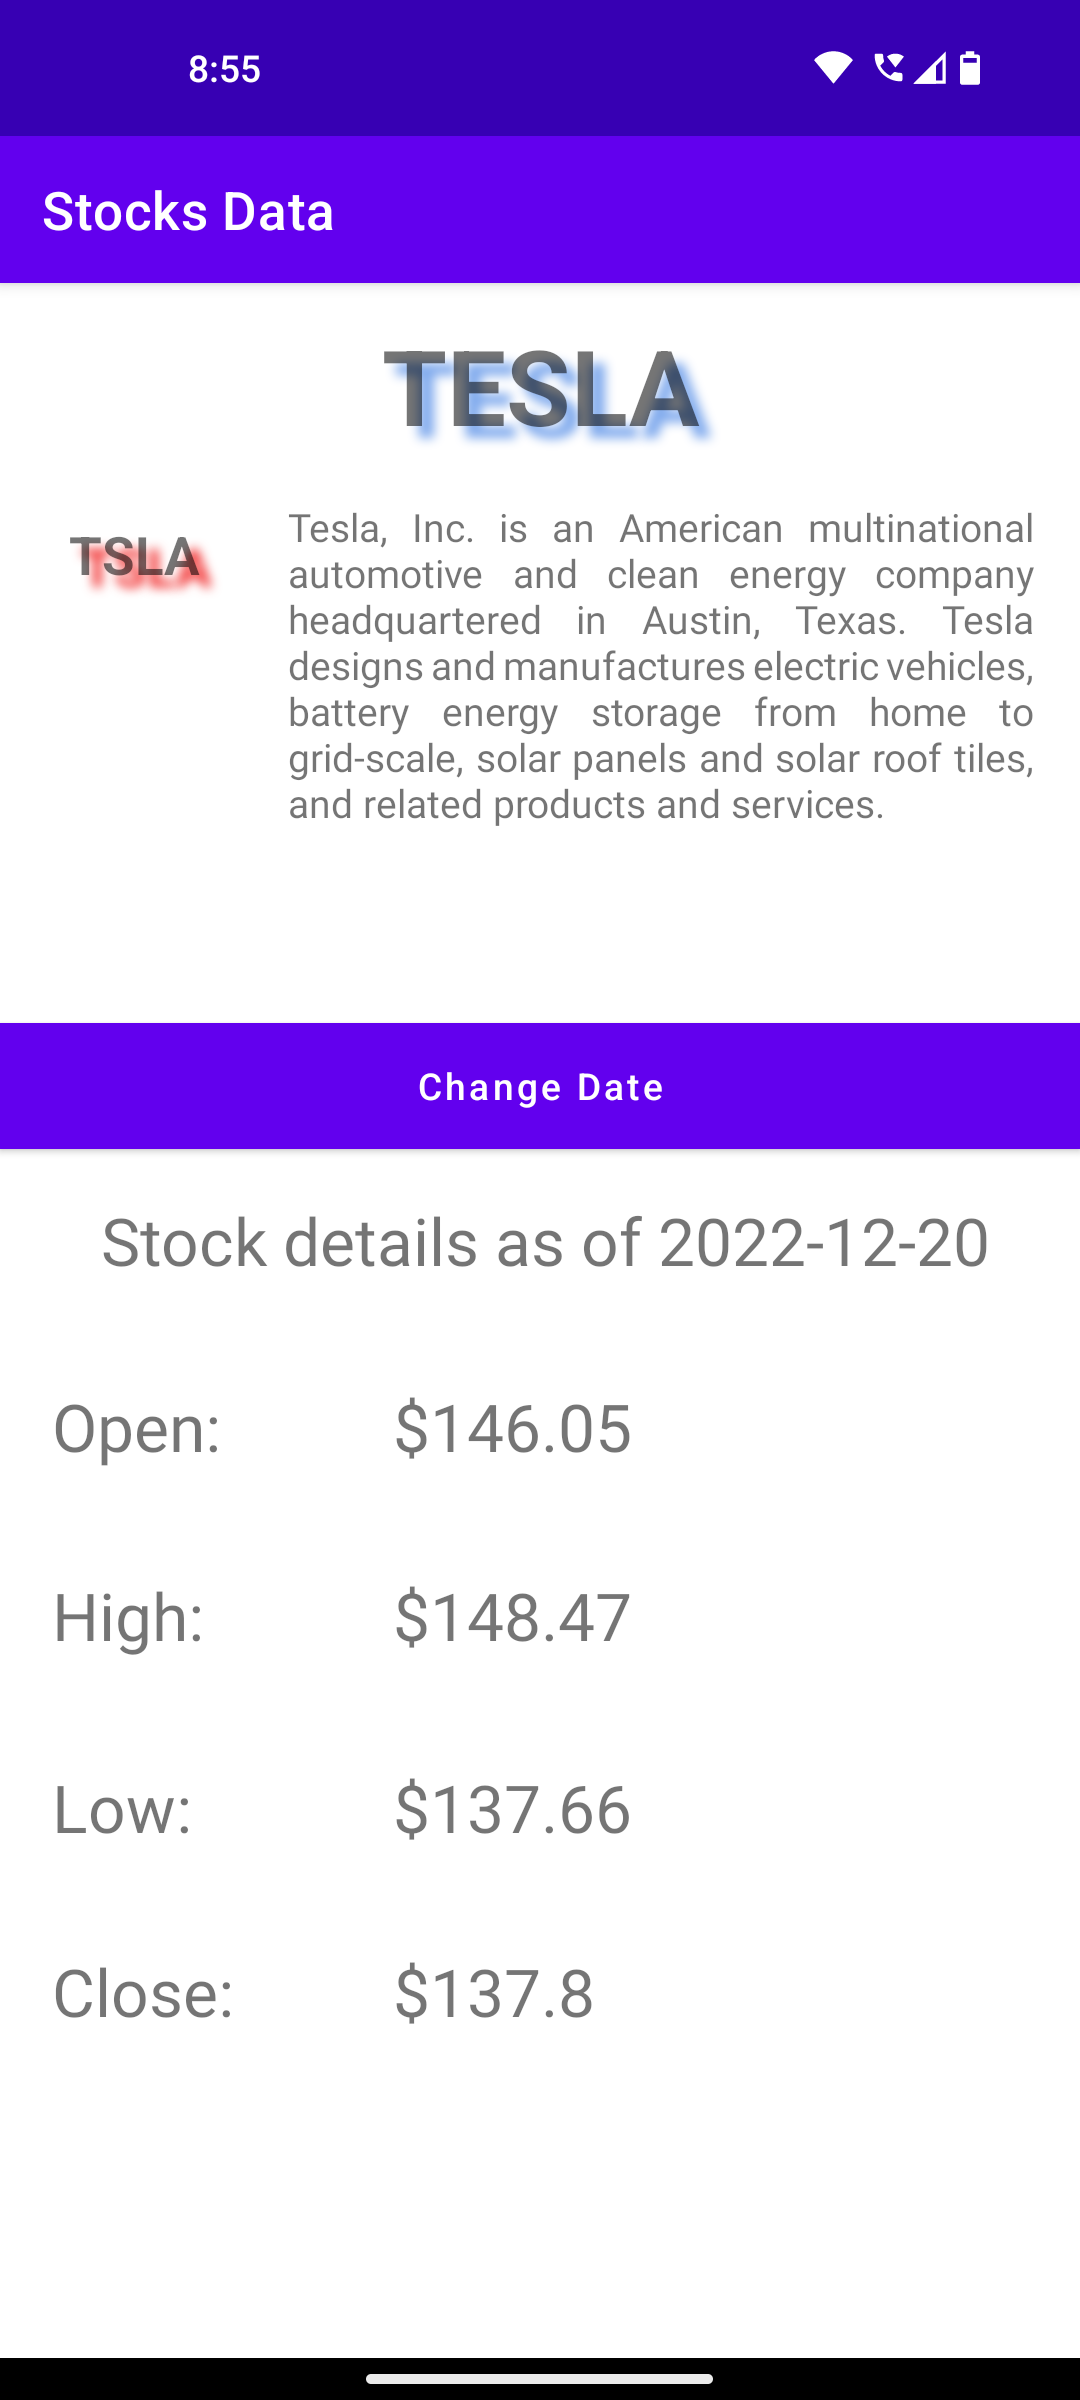 8:55
Stocks Data
TESLA
TSLA
Tesla, Inc. is an American multinational
automotive and clean energy company
headquartered in Austin, Texas. Tesla
designs and manufactures electric vehicles,
battery energy storage from home to
grid-scale, solar panels and solar roof tiles,
and related products and services.
Change Date
Stock details as of 2022-12-20
Open: $146.05
High: $148.47
Low: $137.66
Close: $137.8